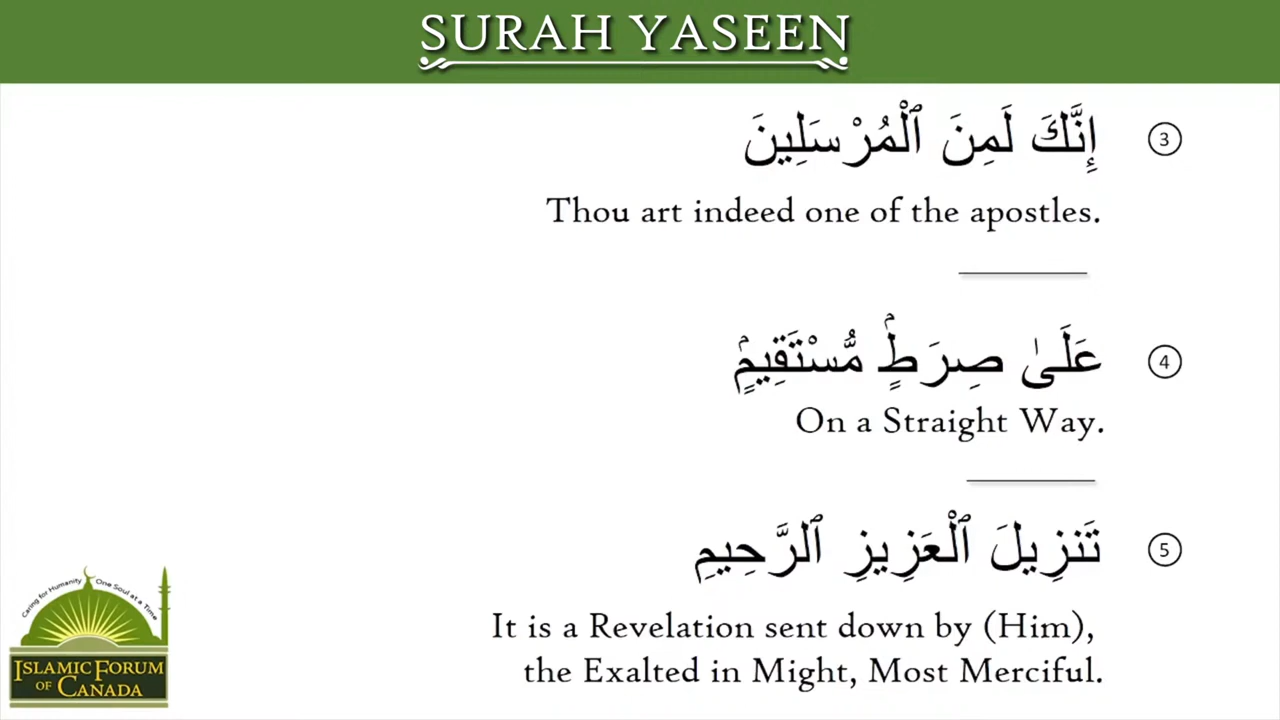 SURAH YASEEN
إِنَّكَ لَمِنَ ٱلْمُرْسَلِينَ
3
Thou art indeed one of the apostles.
عَلَىٰ صِرَطٍۢ مُّسْتَقِيمٍۢ
4
On a Straight Way.
تَنزِيلَ ٱلْعَزِيزِ ٱلرَّحِيمِ
5
It is a Revelation sent down by (Him),
the Exalted in Might, Most Merciful.
Caring for Humanity One Soul at a Time
ISLAMIC FORUM
OF CANADA